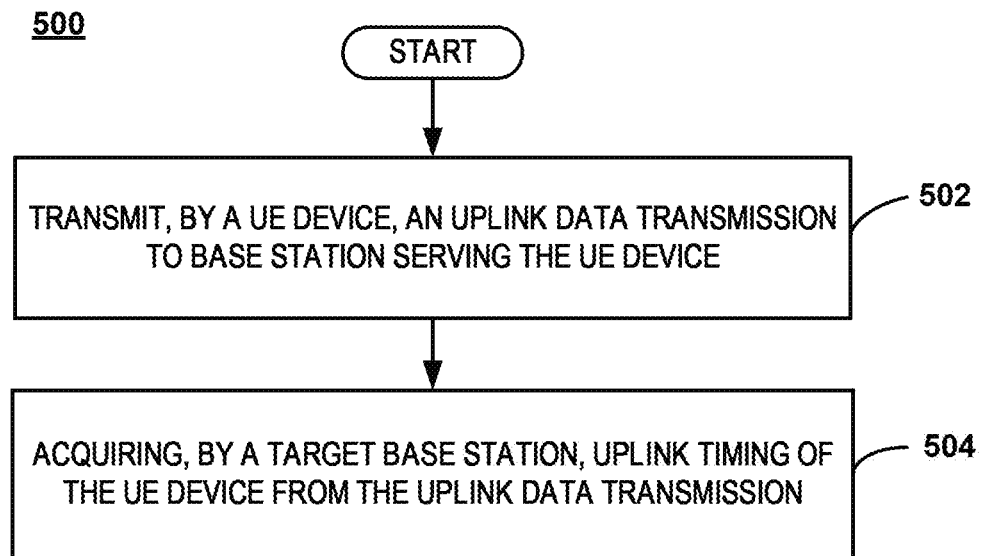 500
START
TRANSMIT, BY A UE DEVICE, AN UPLINK DATA TRANSMISSION
TO BASE STATION SERVING THE UE DEVICE
502
ACQUIRING, BY A TARGET BASE STATION, UPLINK TIMING OF
THE UE DEVICE FROM THE UPLINK DATA TRANSMISSION
504